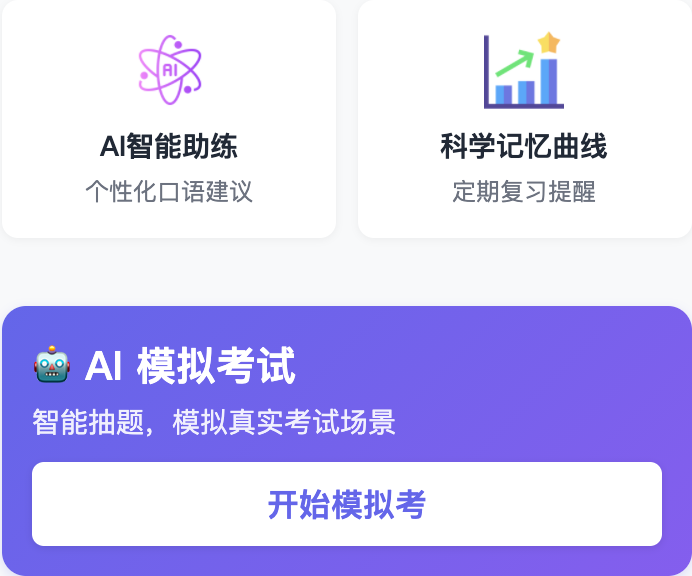 AI
AI智能助练
个性化口语建议
科学记忆曲线
定期复习提醒
🤖 AI 模拟考试
智能抽题，模拟真实考试场景
开始模拟考